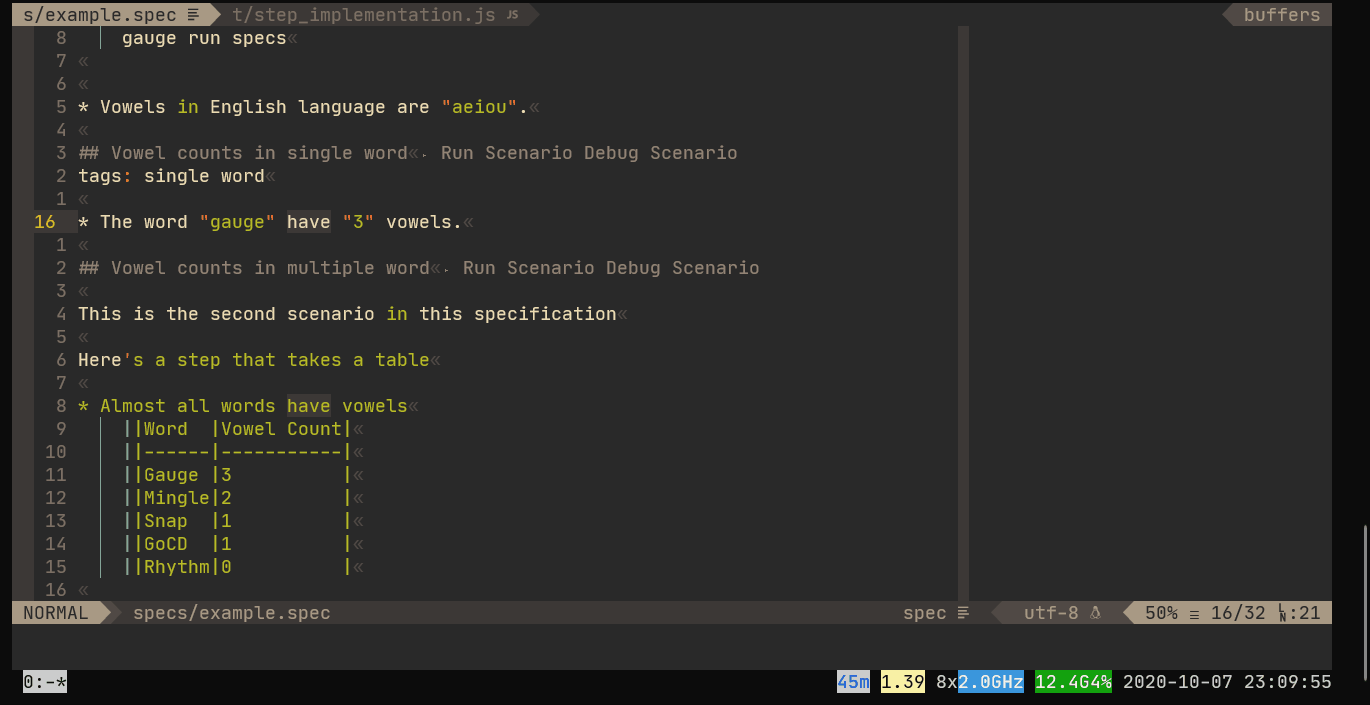 s/example.spec t/step_implementation.js JS buffers
8 gauge run specs«
7 «
6 «
5 * Vowels in English language are "aeiou".«
4 «
3 ## Vowel counts in single word«▸ Run Scenario Debug Scenario
2 tags: single word«
1 «
16 * The word "gauge" have "3" vowels.«
1 «
2 ## Vowel counts in multiple word«▸ Run Scenario Debug Scenario
3 «
4 This is the second scenario in this specification«
5 «
6 Here's a step that takes a table«
7 «
8 * Almost all words have vowels«
9 ||Word  |Vowel Count|«
10 ||------|-----------|«
11 ||Gauge |3          |«
12 ||Mingle|2          |«
13 ||Snap  |1          |«
14 ||GoCD  |1          |«
15 ||Rhythm|0          |«
16 «
NORMAL specs/example.spec spec utf-8 50% ☰ 16/32 LN:21
0:-* 45m 1.39 8x2.0GHz 12.4G4% 2020-10-07 23:09:55